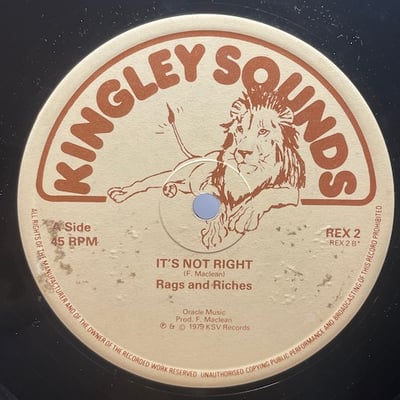 KINGLEY SOUNDS
A Side
45 RPM
REX 2
REX 2 B*
IT'S NOT RIGHT
(F. Maclean)
Rags and Riches
Oracle Music
Prod. F. Maclean
℗ & © 1979 KSV Records
ALL RIGHTS OF THE MANUFACTURER AND OF THE OWNER OF THE RECORDED WORK RESERVED. UNAUTHORISED COPYING PUBLIC PERFORMANCE AND BROADCASTING OF THIS RECORD PROHIBITED